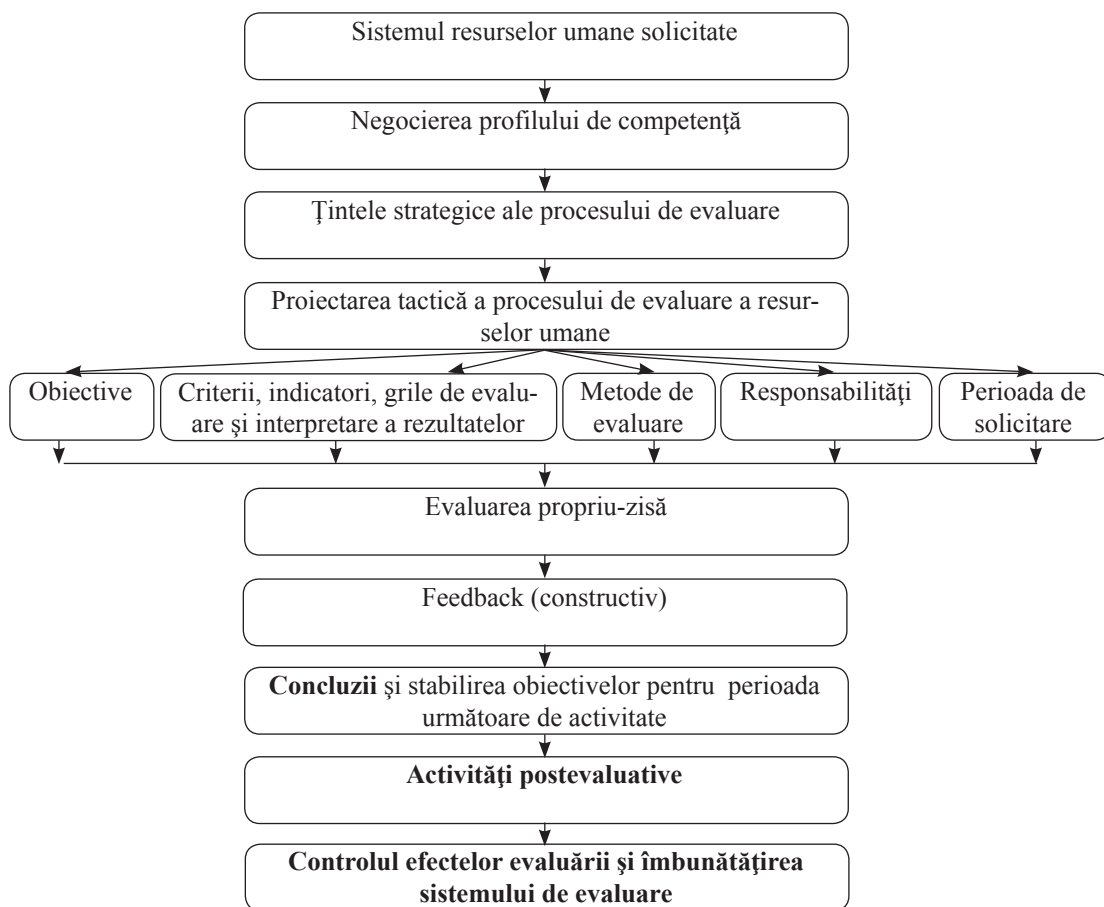 Sistemul resurselor umane solicitate
Negocierea profilului de competenţă
Ţintele strategice ale procesului de evaluare
Proiectarea tactică a procesului de evaluare a resur-
selor umane
Obiective
Criterii, indicatori, grile de evalu-
are şi interpretare a rezultatelor
Metode de
evaluare
Responsabilităţi
Perioada de
solicitare
Evaluarea propriu-zisă
Feedback (constructiv)
Concluzii şi stabilirea obiectivelor pentru perioada
următoare de activitate
Activităţi postevaluative
Controlul efectelor evaluării şi îmbunătăţirea
sistemului de evaluare